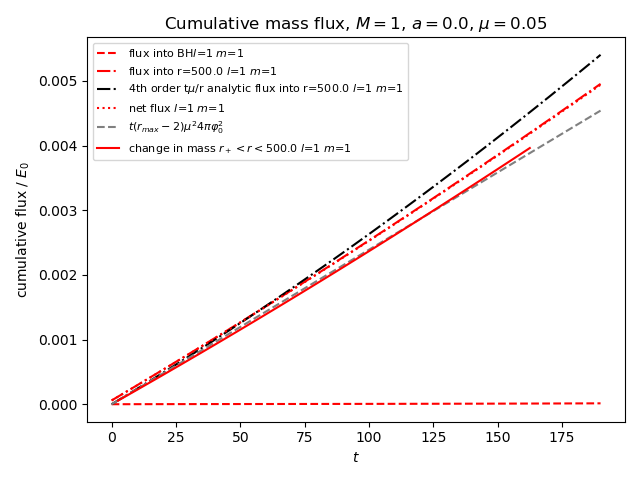 Cumulative mass flux, M = 1, a = 0.0, μ = 0.05
flux into BHl=1 m=1
flux into r=500.0 l=1 m=1
4th order tμ/r analytic flux into r=500.0 l=1 m=1
net flux l=1 m=1
t(r_max − 2)μ²4πφ₀²
change in mass r₊ < r < 500.0 l=1 m=1
cumulative flux / E₀
0.005
0.004
0.003
0.002
0.001
0.000
0 25 50 75 100 125 150 175
t